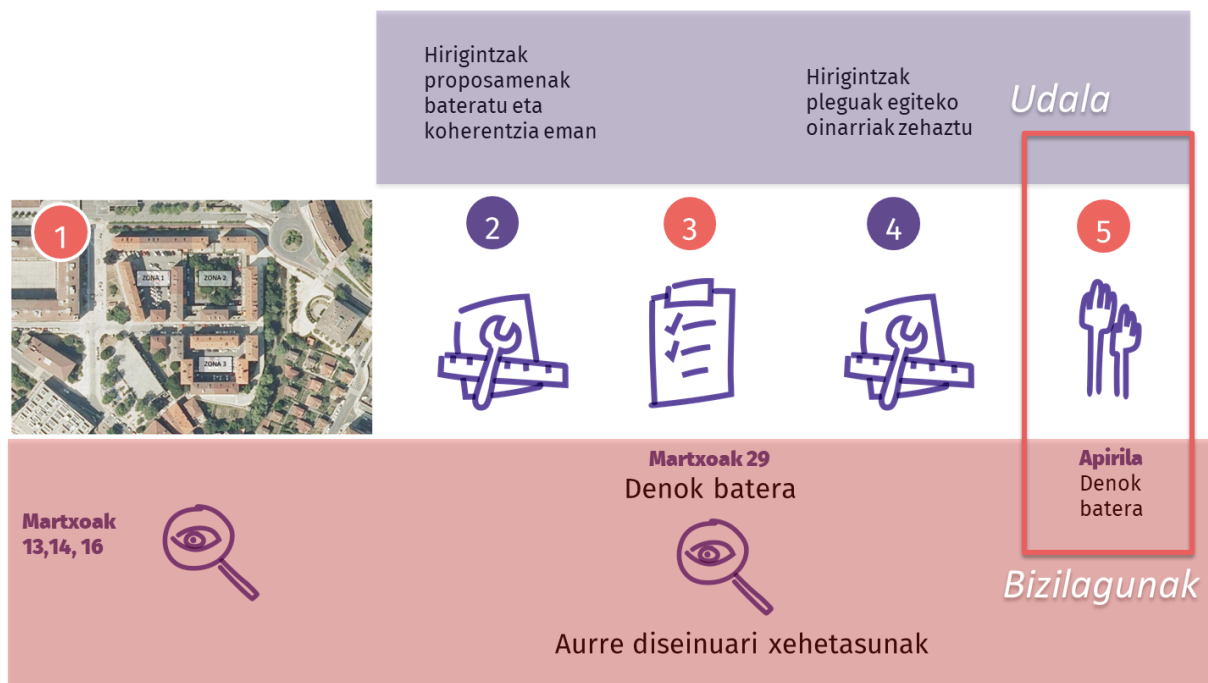 Hirigintzak
proposamenak
bateratu eta
koherentzia eman
Hirigintzak
pleguak egiteko
oinarriak zehaztu
Udala
1
2
3
4
5
ZONA 1
ZONA 2
ZONA 3
Martxoak
13,14, 16
Martxoak 29
Denok batera
Aurre diseinuari xehetasunak
Apirila
Denok
batera
Bizilagunak